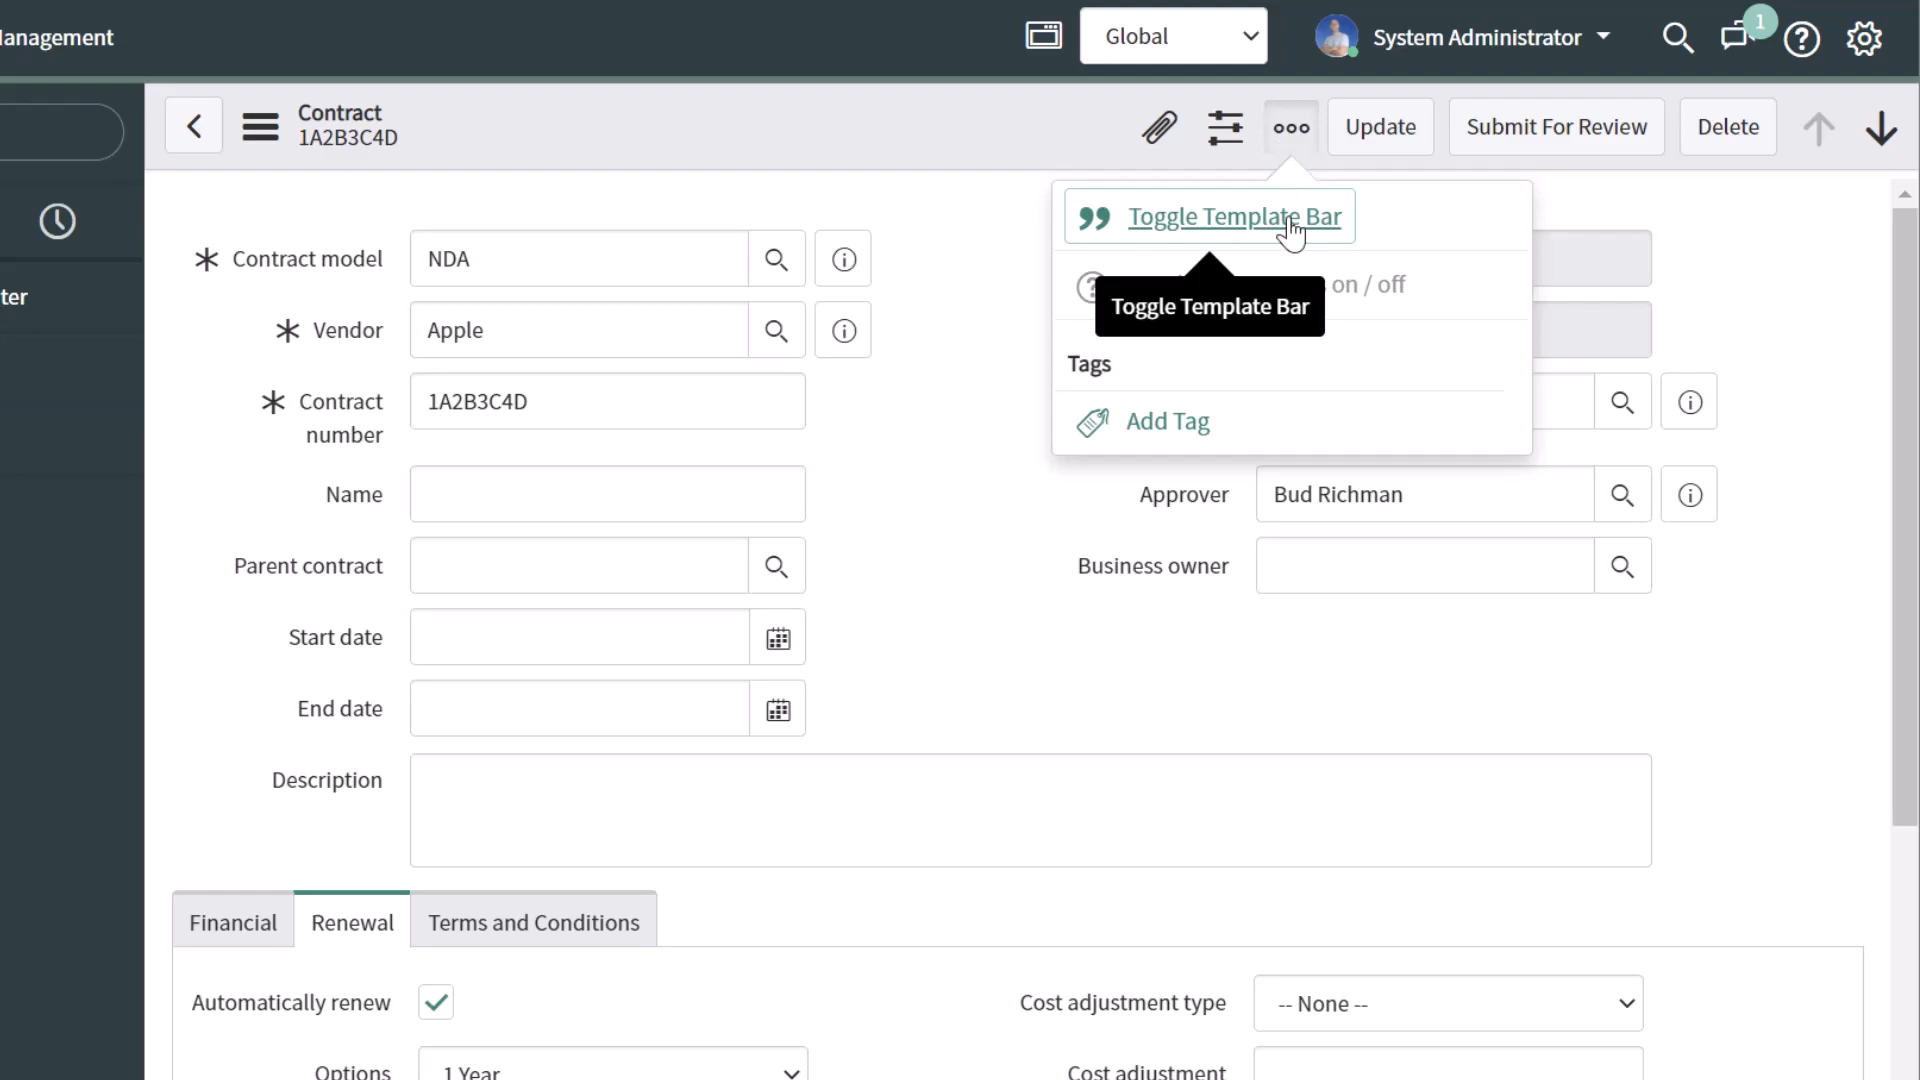 lanagement
Global
System Administrator
1
Contract
1A2B3C4D
Update
Submit For Review
Delete
Toggle Template Bar
on / off
Toggle Template Bar
Tags
Add Tag
ter
Contract model
NDA
Vendor
Apple
Contract
number
1A2B3C4D
Name
Approver
Bud Richman
Parent contract
Business owner
Start date
End date
Description
Financial
Renewal
Terms and Conditions
Automatically renew
Cost adjustment type
-- None --
Options
1 Year
Cost adjustment